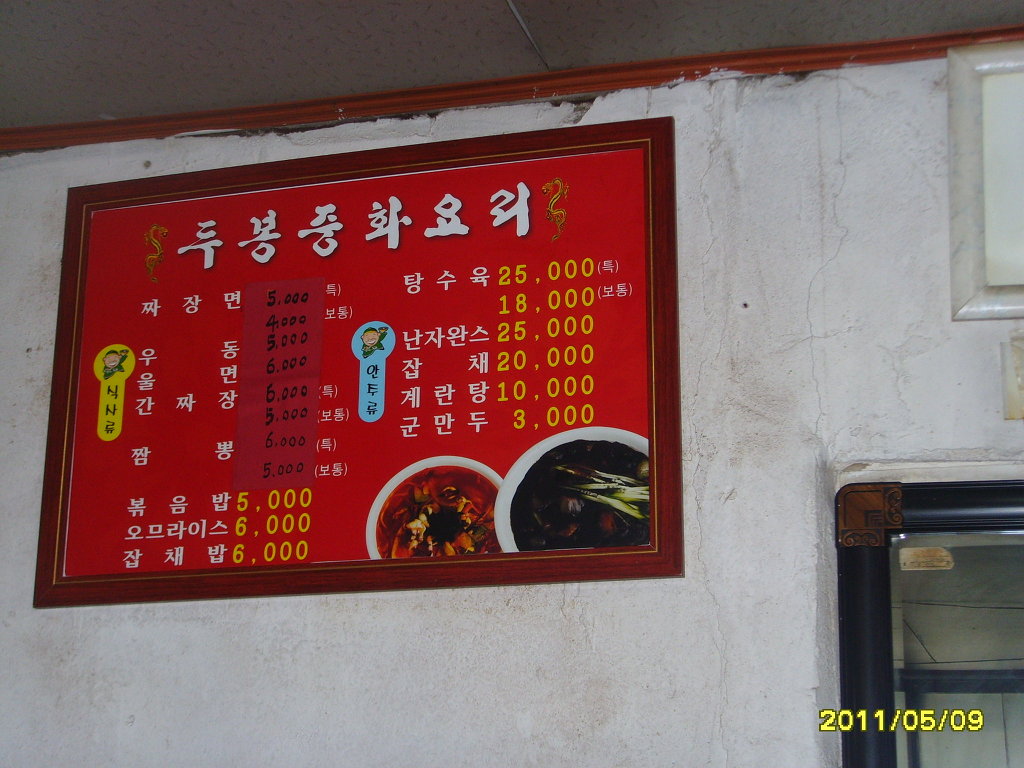 두봉중화요리
짜장면 5,000 (특)
4,000 (보통)
우동 5,000
울면 6,000
간짜장 6,000 (특)
5,000 (보통)
짬뽕 6,000 (특)
5,000 (보통)
볶음밥 5,000
오므라이스 6,000
잡채밥 6,000
식사류
탕수육 25,000 (특)
18,000 (보통)
난자완스 25,000
잡채 20,000
계란탕 10,000
군만두 3,000
안주류
2011/05/09